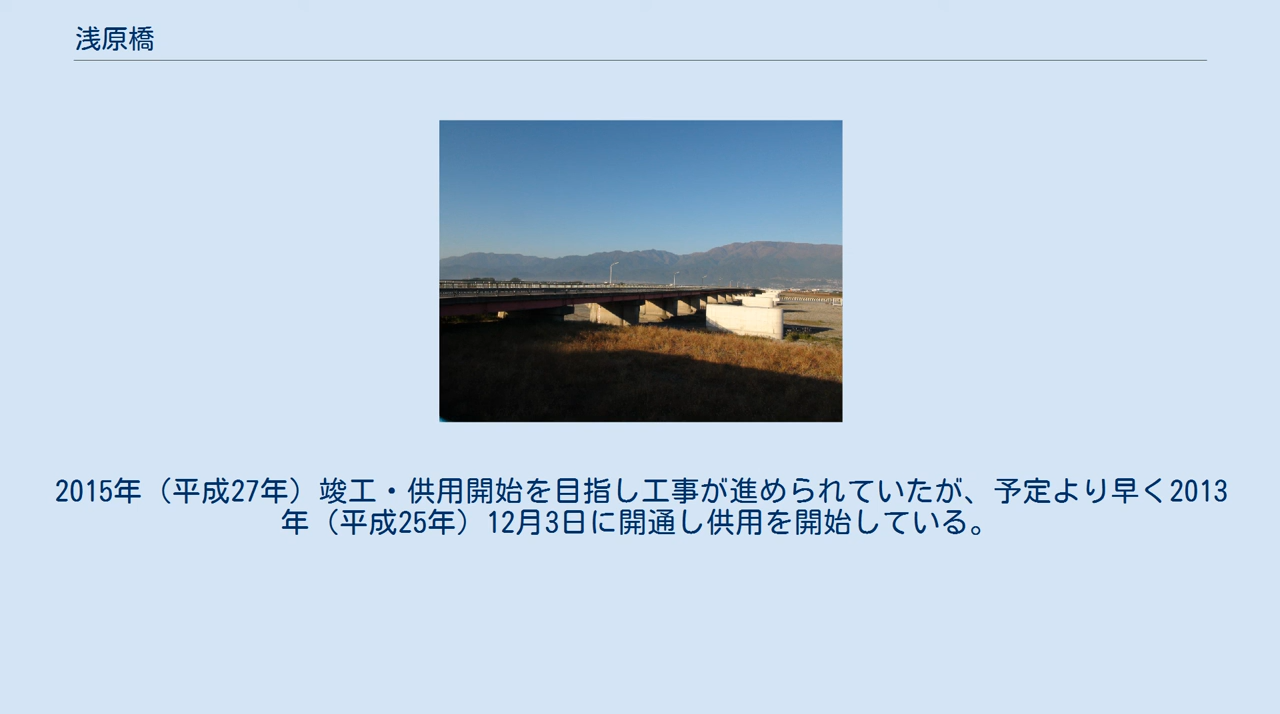 浅原橋
2015年（平成27年）竣工・供用開始を目指し工事が進められていたが、予定より早く2013
年（平成25年）12月3日に開通し供用を開始している。